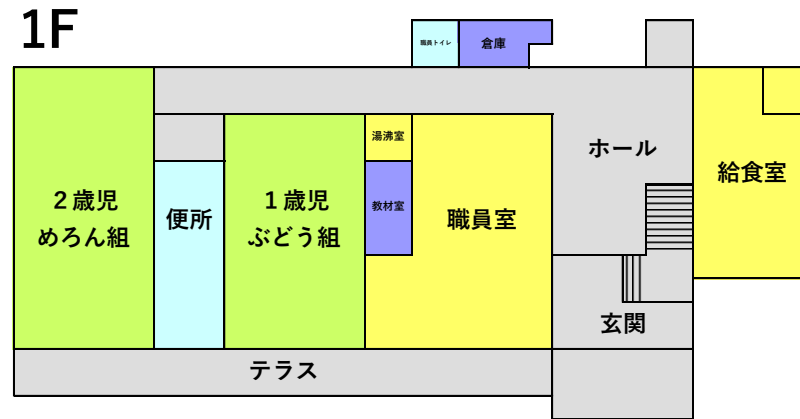 1F
職員トイレ
倉庫
湯沸室
ホール
給食室
2歳児
めろん組
便所
1歳児
ぶどう組
教材室
職員室
玄関
テラス